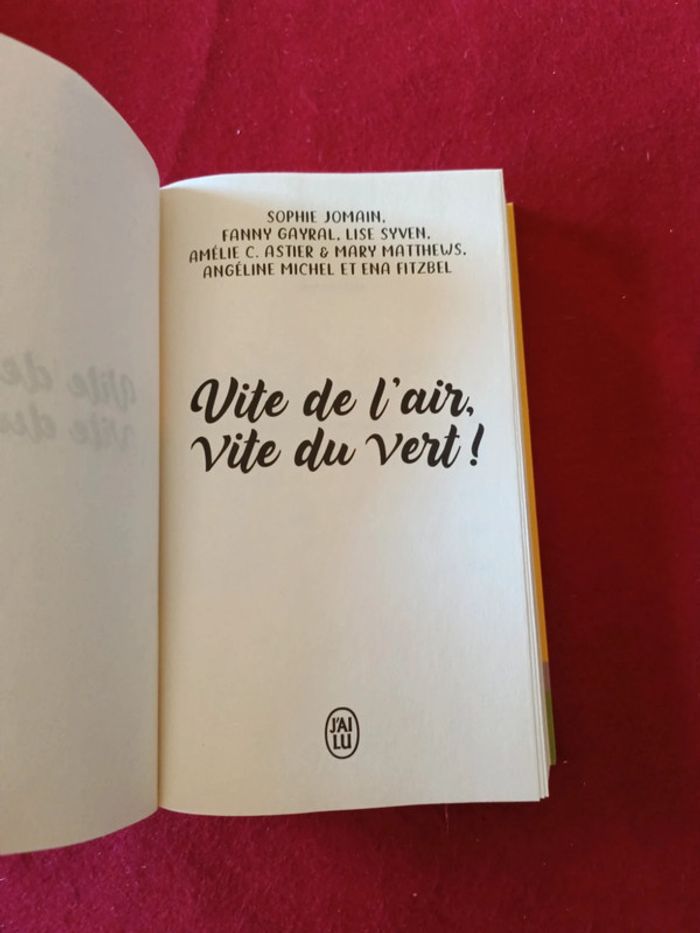 SOPHIE JOMAIN,
FANNY GAYRAL, LISE SYVEN,
AMÉLIE C. ASTIER & MARY MATTHEWS,
ANGÉLINE MICHEL ET ENA FITZBEL
Vite de l'air,
vite du vert !
J'AI
LU